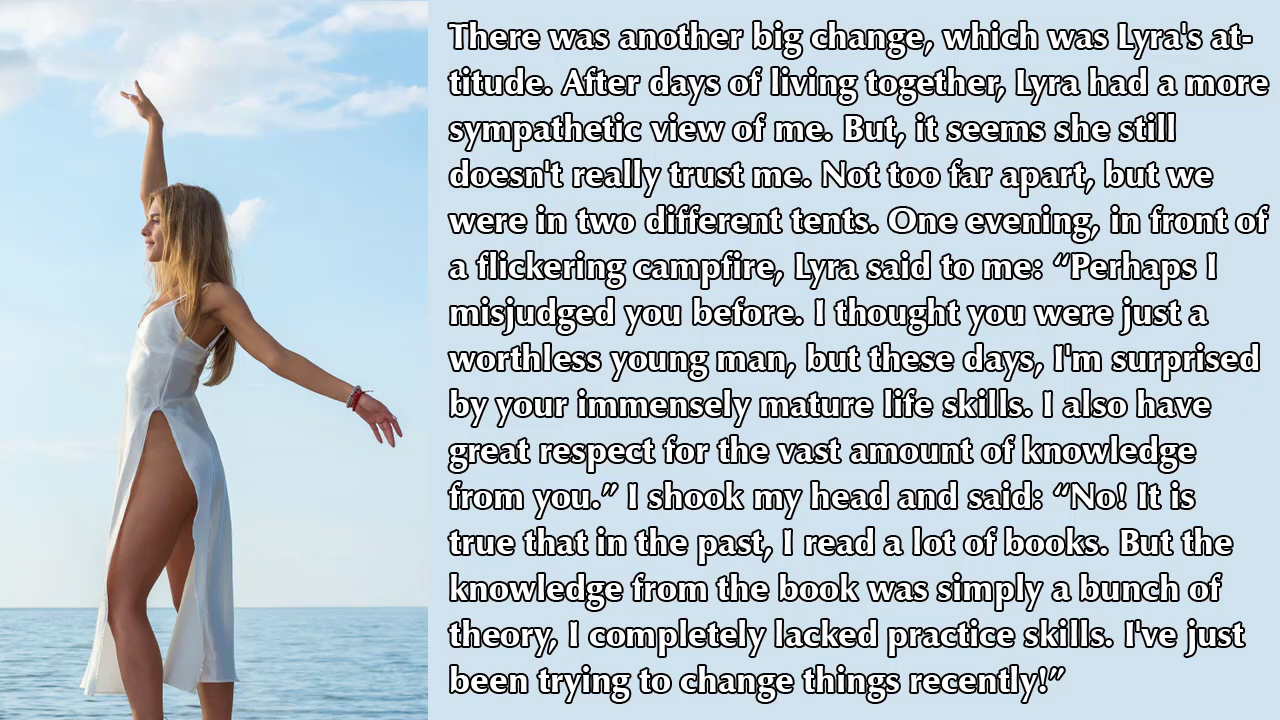 There was another big change, which was Lyra's at-
titude. After days of living together, Lyra had a more
sympathetic view of me. But, it seems she still
doesn't really trust me. Not too far apart, but we
were in two different tents. One evening, in front of
a flickering campfire, Lyra said to me: “Perhaps I
misjudged you before. I thought you were just a
worthless young man, but these days, I'm surprised
by your immensely mature life skills. I also have
great respect for the vast amount of knowledge
from you.” I shook my head and said: “No! It is
true that in the past, I read a lot of books. But the
knowledge from the book was simply a bunch of
theory, I completely lacked practice skills. I've just
been trying to change things recently!”